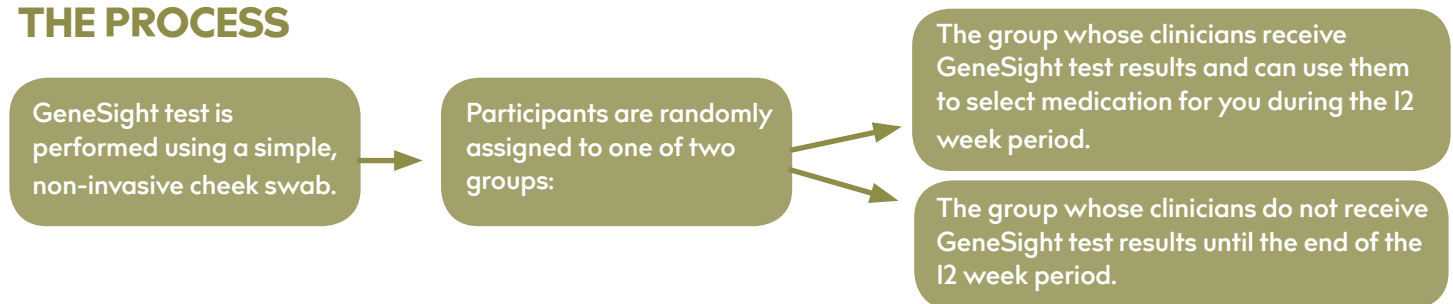 THE PROCESS
GeneSight test is
performed using a simple,
non-invasive cheek swab.
Participants are randomly
assigned to one of two
groups:
The group whose clinicians receive
GeneSight test results and can use them
to select medication for you during the 12
week period.
The group whose clinicians do not receive
GeneSight test results until the end of the
12 week period.